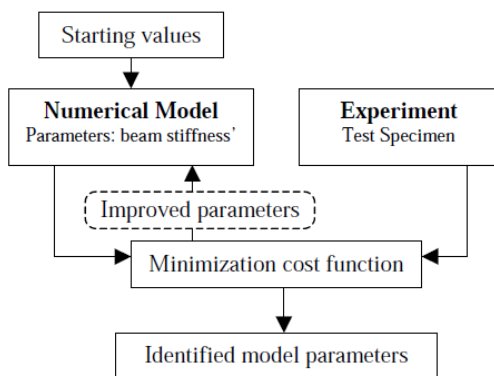 Starting values
Numerical Model
Parameters: beam stiffness’
Experiment
Test Specimen
Improved parameters
Minimization cost function
Identified model parameters